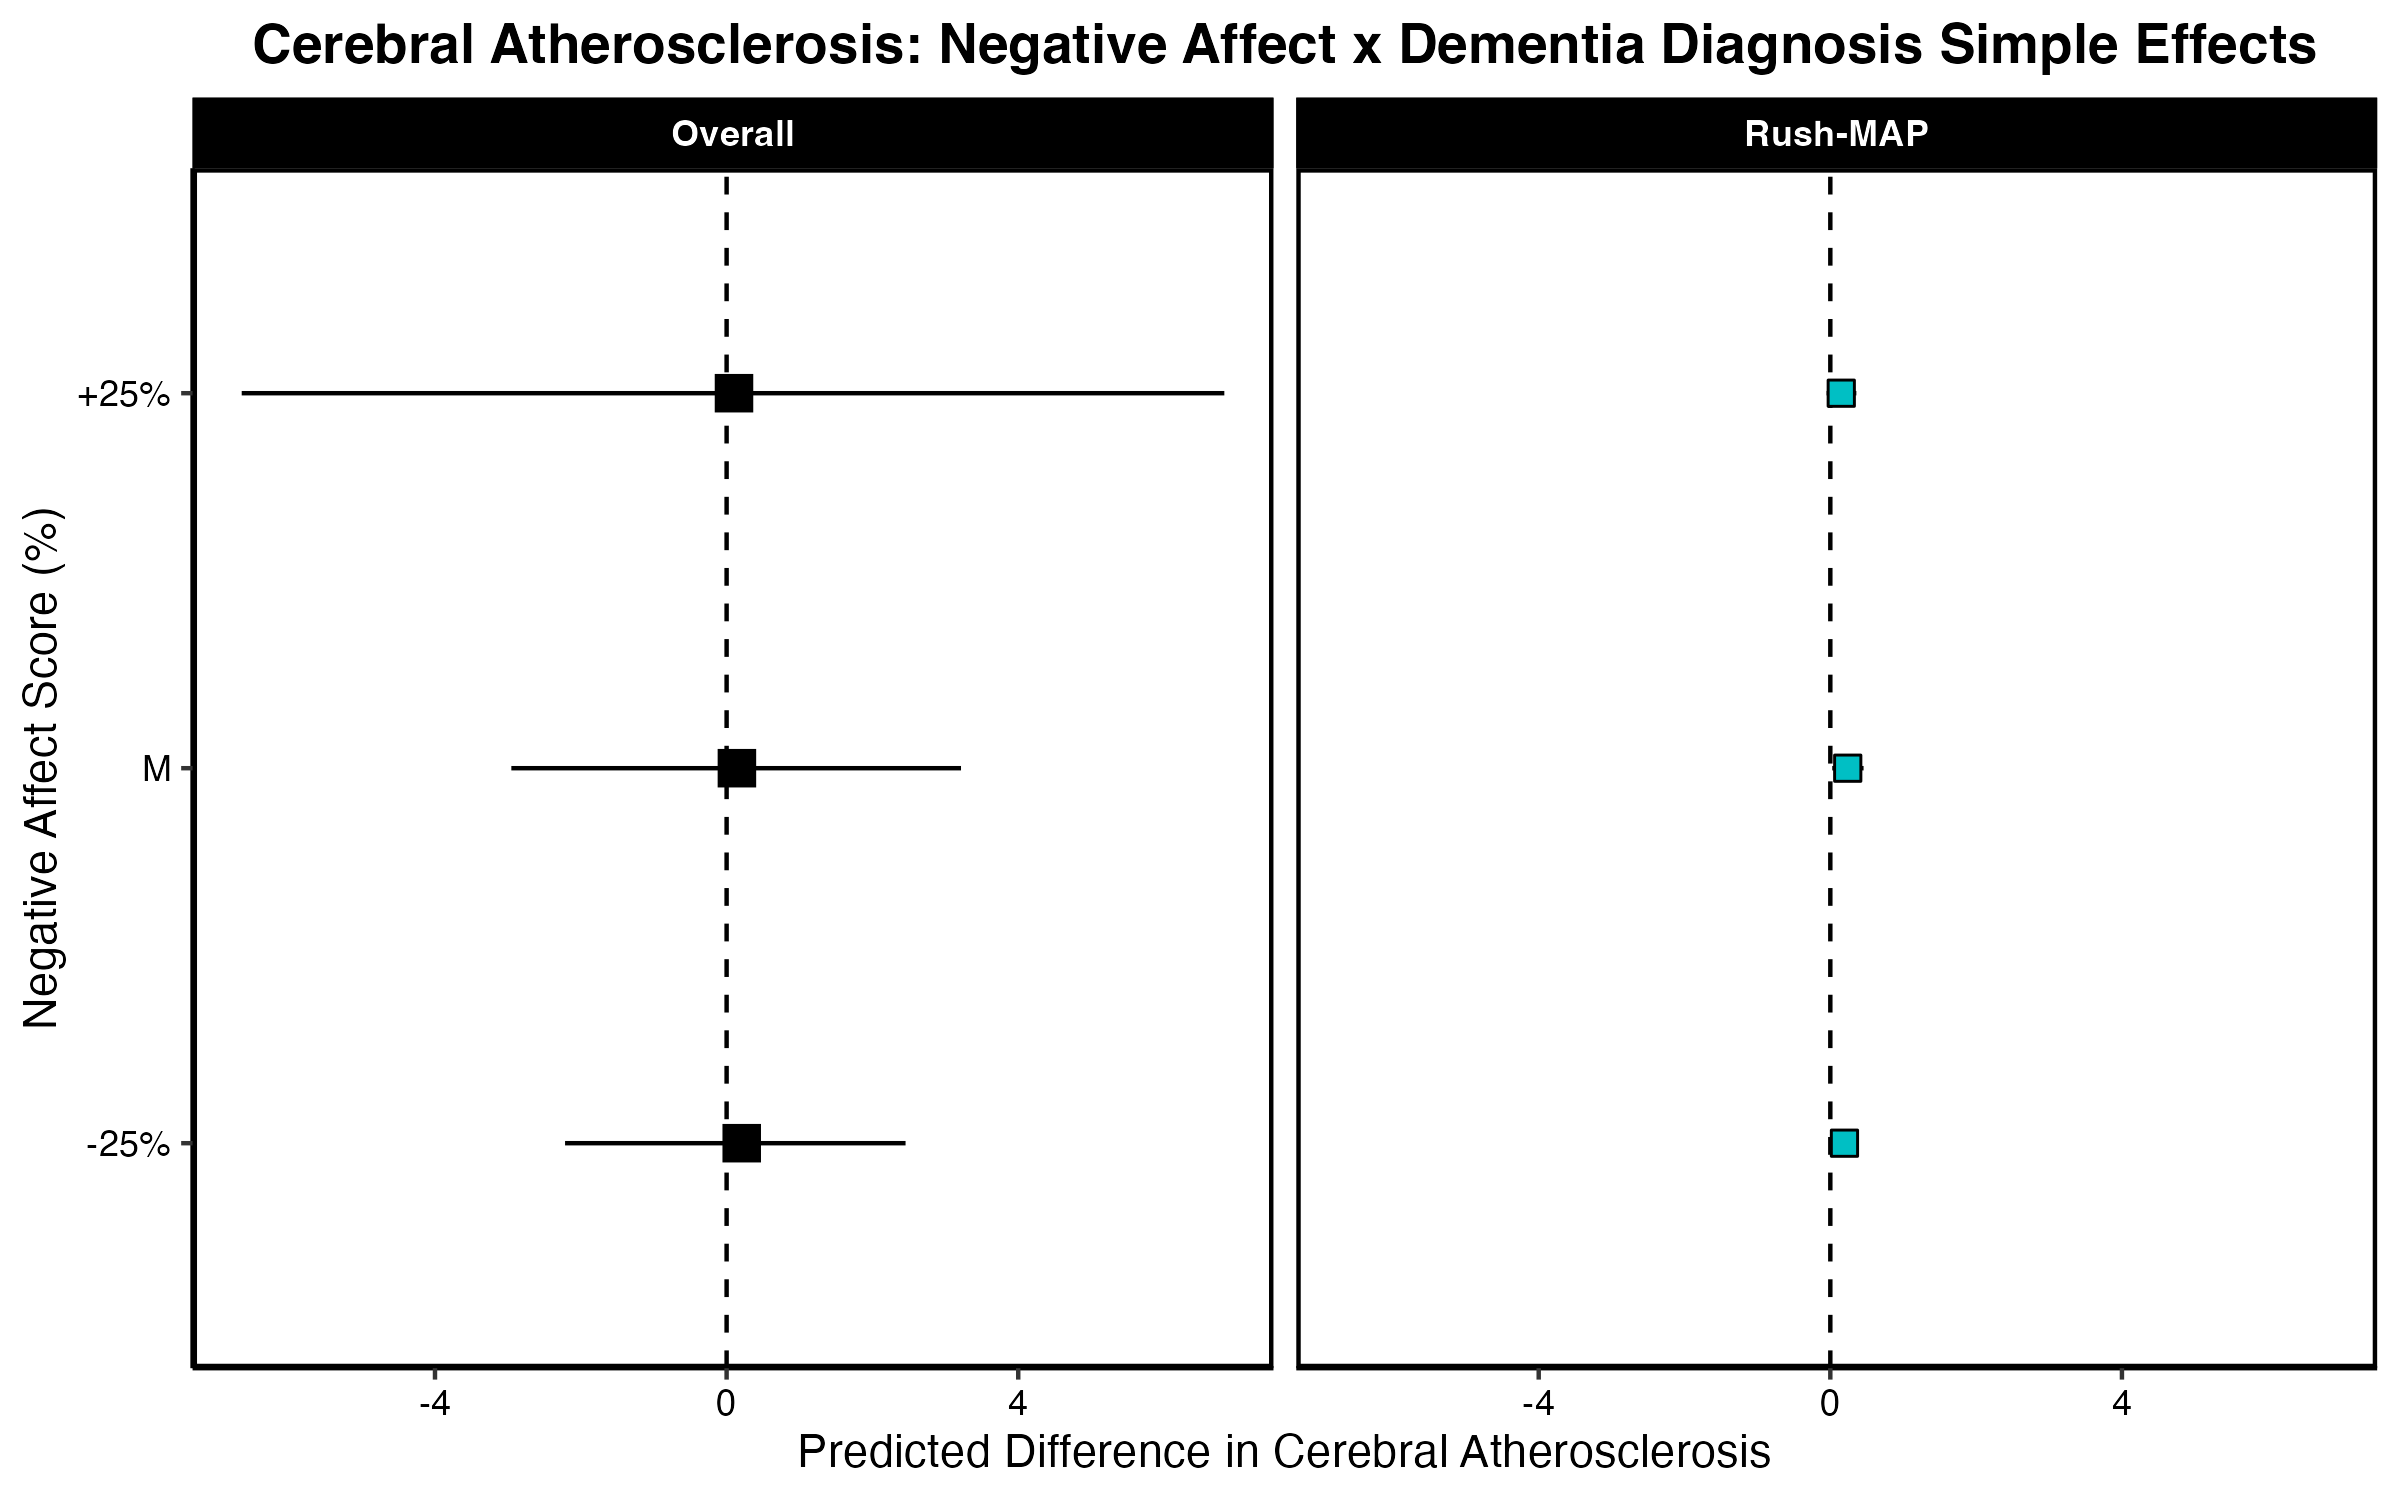 Cerebral Atherosclerosis: Negative Affect x Dementia Diagnosis Simple Effects
Overall
Rush-MAP
Negative Affect Score (%)
+25%
M
-25%
-4
0
4
-4
0
4
Predicted Difference in Cerebral Atherosclerosis